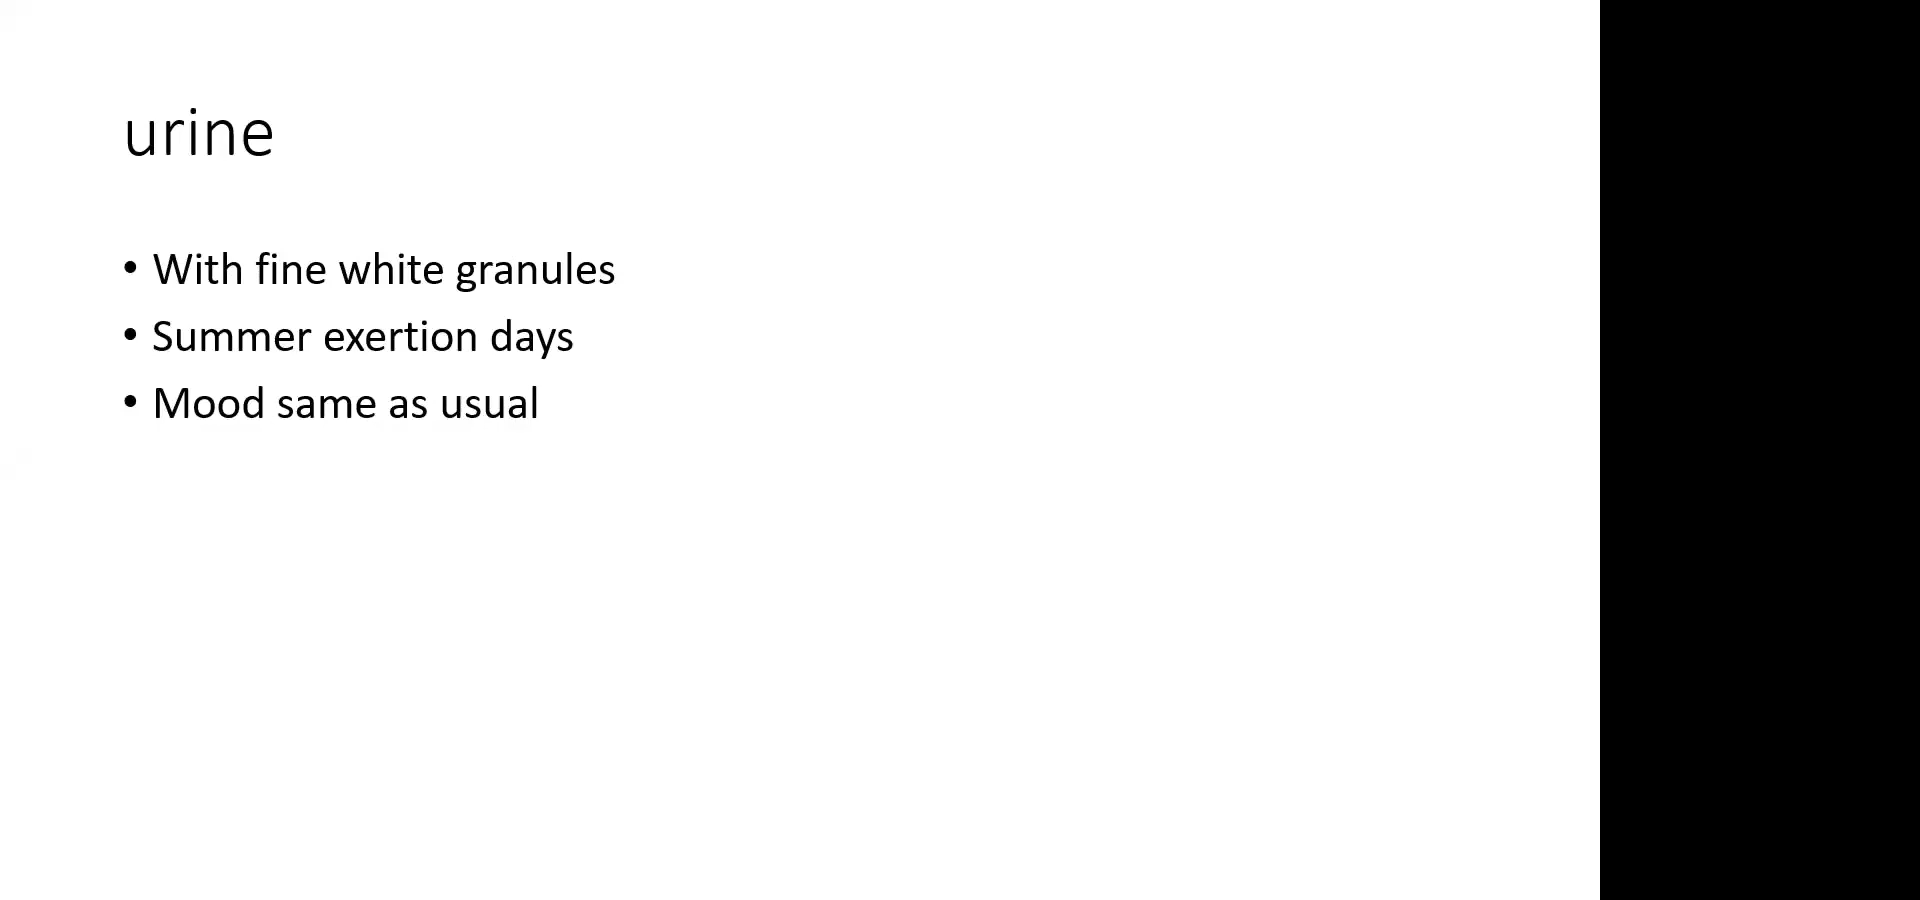 urine
• With fine white granules
• Summer exertion days
• Mood same as usual